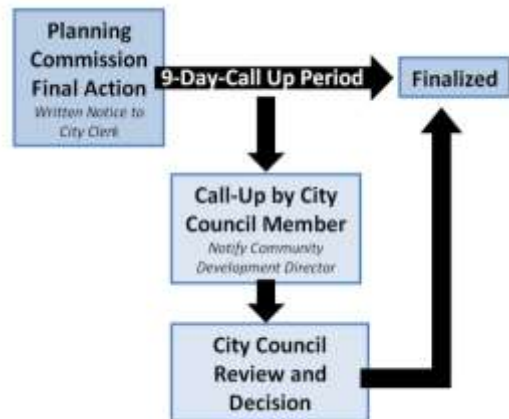 Planning
Commission
Final Action
Written Notice to
City Clerk
9-Day-Call Up Period
Finalized
Call-Up by City
Council Member
Notify Community
Development Director
City Council
Review and
Decision